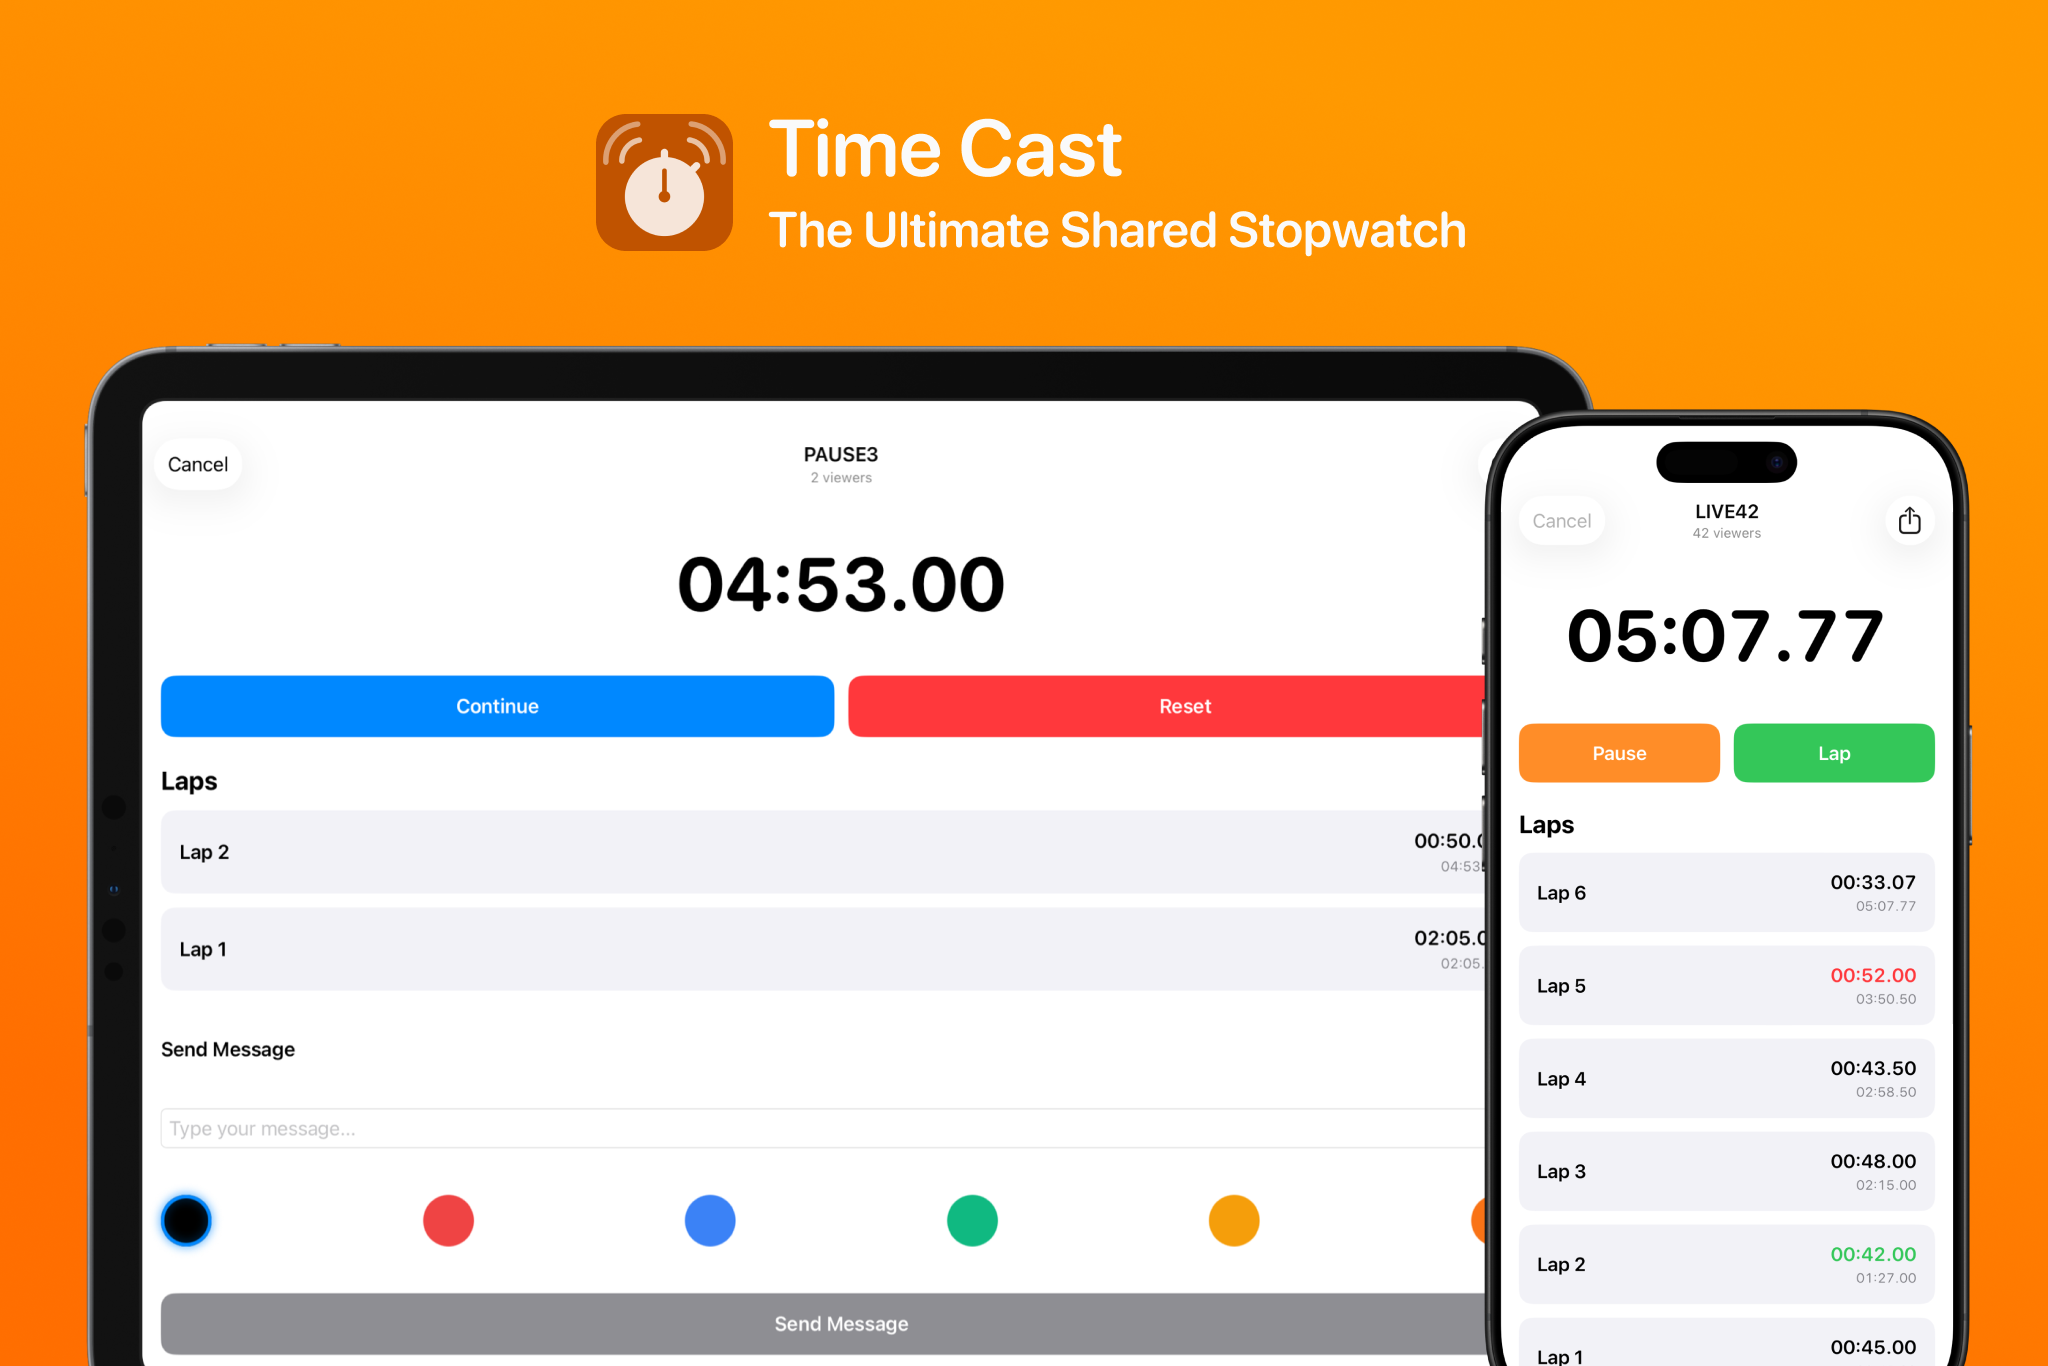 Time Cast
The Ultimate Shared Stopwatch
Cancel
PAUSE3
2 viewers
04:53.00
Continue
Reset
Laps
Lap 2
00:50.0
04:53
Lap 1
02:05.0
02:05.
Send Message
Type your message...
Send Message
Cancel
LIVE42
42 viewers
05:07.77
Pause
Lap
Laps
Lap 6
00:33.07
05:07.77
Lap 5
00:52.00
03:50.50
Lap 4
00:43.50
02:58.50
Lap 3
00:48.00
02:15.00
Lap 2
00:42.00
01:27.00
Lap 1
00:45.00